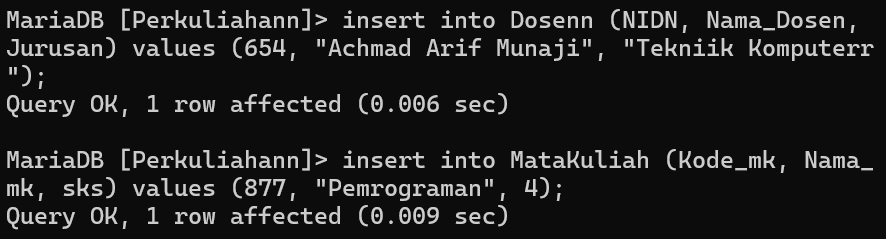 MariaDB [Perkuliahann]> insert into Dosenn (NIDN, Nama_Dosen,
Jurusan) values (654, "Achmad Arif Munaji", "Tekniik Komputerr
");
Query OK, 1 row affected (0.006 sec)
MariaDB [Perkuliahann]> insert into MataKuliah (Kode_mk, Nama_
mk, sks) values (877, "Pemrograman", 4);
Query OK, 1 row affected (0.009 sec)